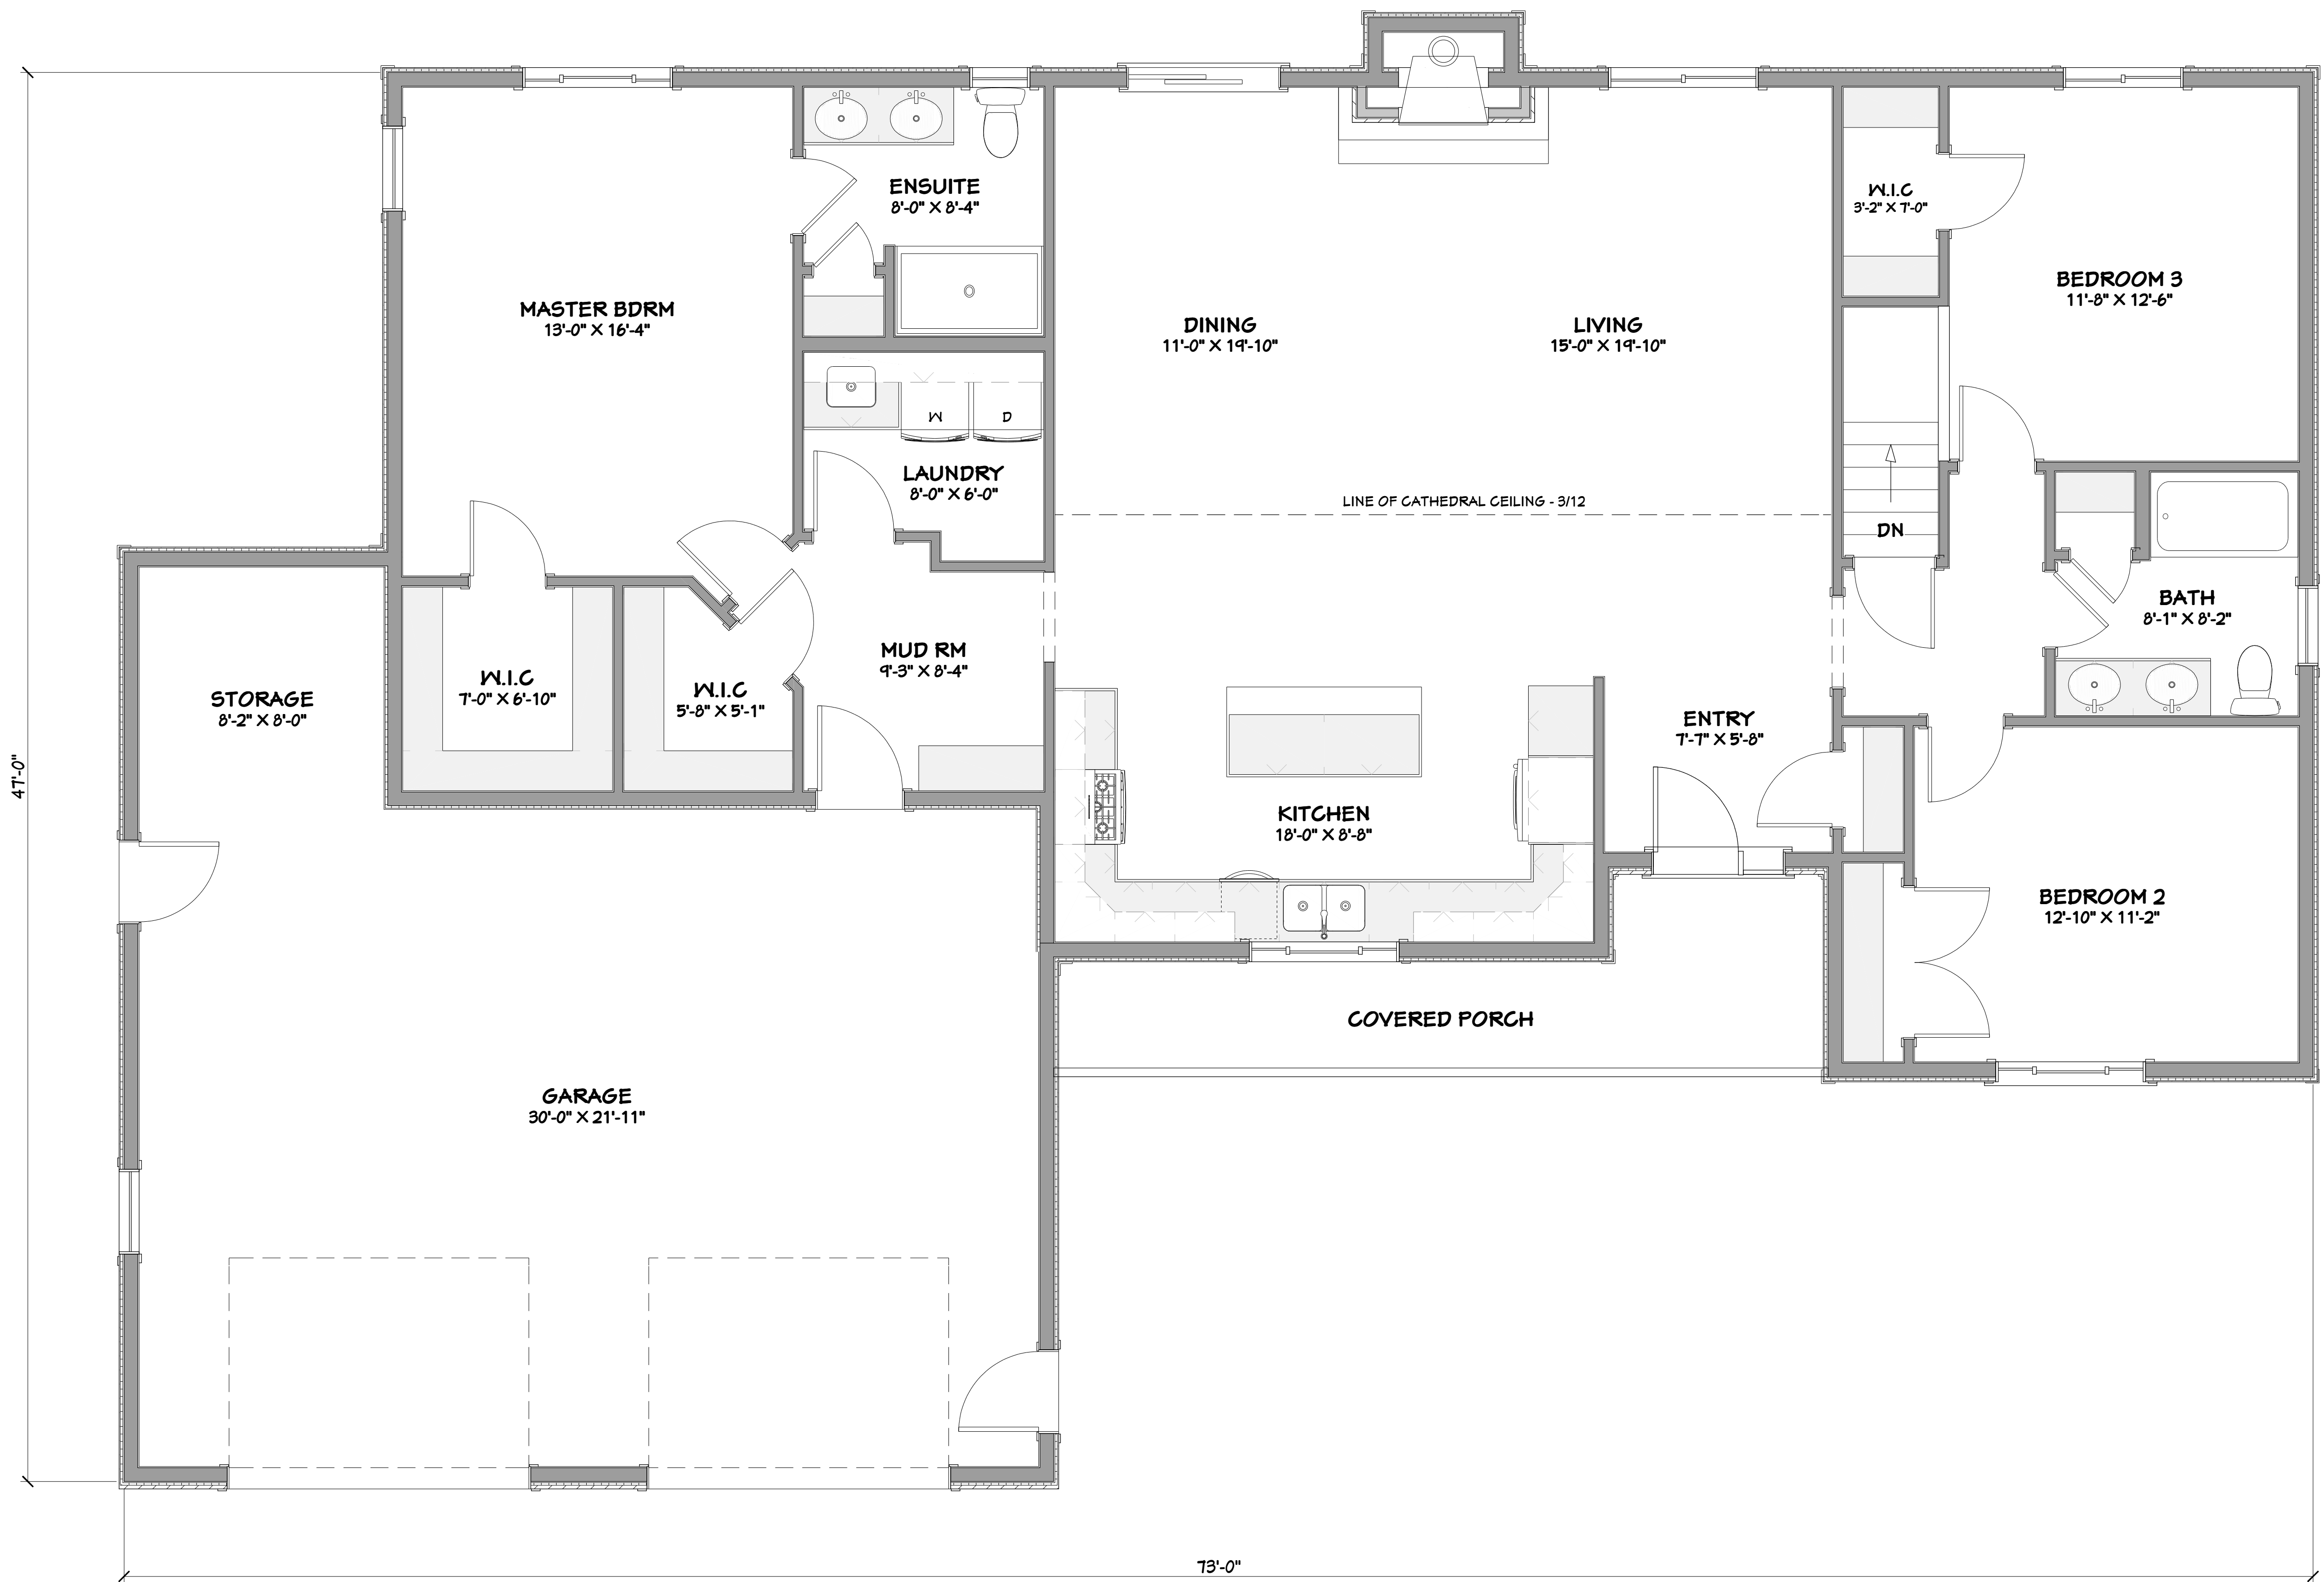 ENSUITE
8'-0" X 8'-4"
W.I.C
3'-2" X 7'-0"
BEDROOM 3
11'-8" X 12'-6"
MASTER BDRM
13'-0" X 16'-4"
DINING
11'-0" X 19'-10"
LIVING
15'-0" X 19'-10"
W
D
LAUNDRY
8'-0" X 6'-0"
LINE OF CATHEDRAL CEILING - 3/12
DN
BATH
8'-1" X 8'-2"
MUD RM
9'-3" X 8'-4"
STORAGE
8'-2" X 8'-0"
W.I.C
7'-0" X 6'-10"
W.I.C
5'-8" X 5'-1"
ENTRY
7'-7" X 5'-8"
47'-0"
KITCHEN
18'-0" X 8'-8"
BEDROOM 2
12'-10" X 11'-2"
COVERED PORCH
GARAGE
30'-0" X 21'-11"
73'-0"